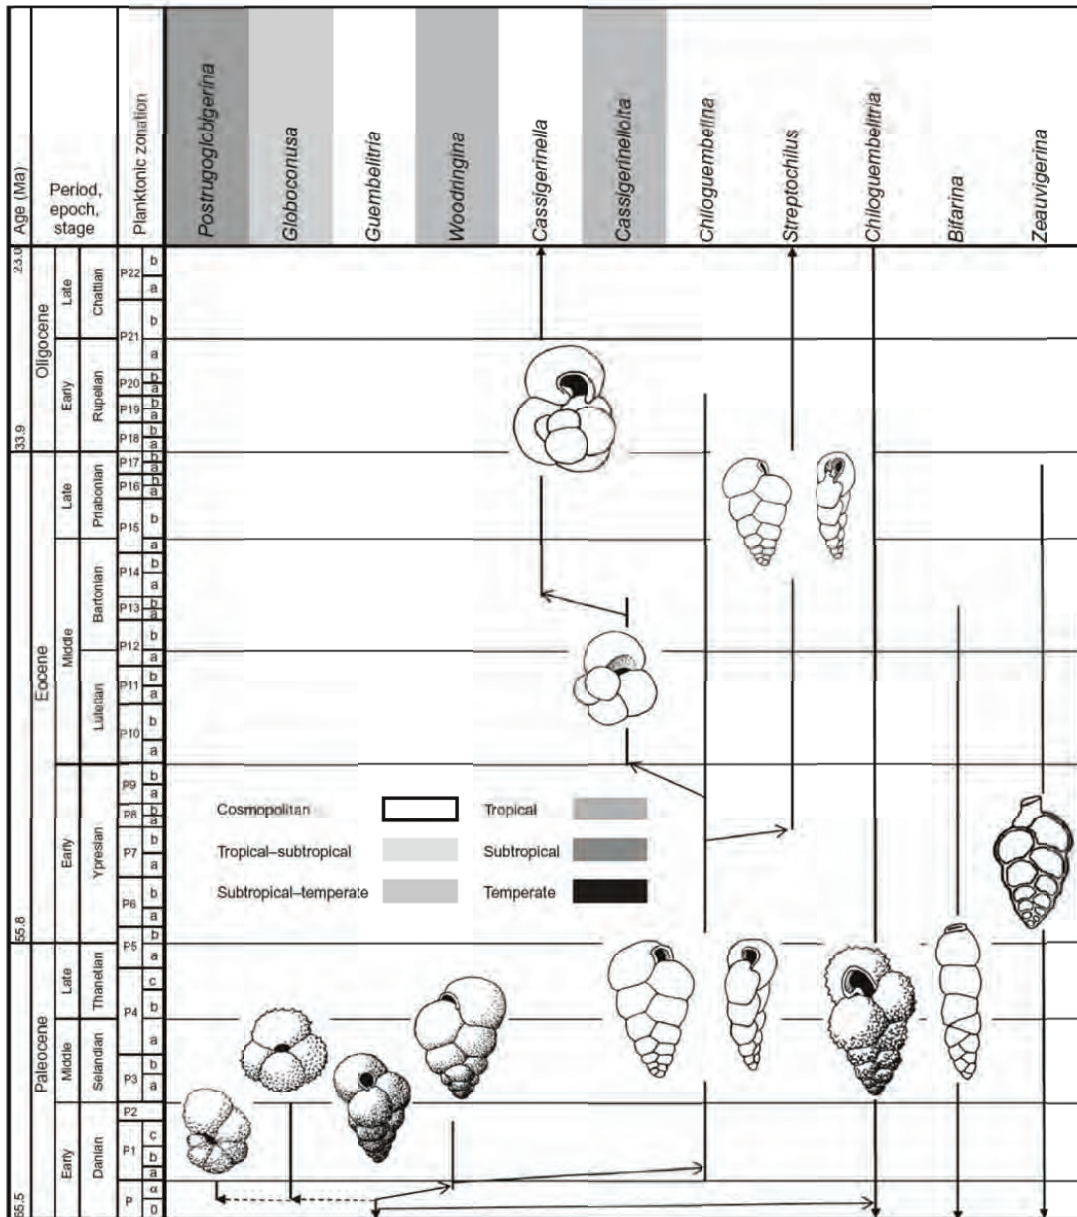 Age (Ma)
Period,
epoch,
stage
Planktonic zonation
Postrugoglobigerina
Globoconusa
Guembelitria
Woodringina
Cassigerinella
Cassigerinelloita
Chiloguembelina
Streptochilus
Chiloguembelitria
Bifarina
Zeauvigerina
23.0
Oligocene
Late
Chattian
P22
b
a
P21
b
a
Early
Rupelian
P20
b
a
P19
b
a
P18
b
a
33.9
Eocene
Late
Priabonian
P17
b
a
P16
b
a
P15
b
a
Middle
Bartonian
P14
b
a
P13
b
a
P12
b
a
Lutetian
P11
b
a
P10
b
a
Early
Ypresian
P9
b
a
P8
b
a
P7
b
a
P6
b
a
P5
b
a
55.8
Paleocene
Late
Thanetian
P4
c
b
a
Middle
Selandian
P3
b
a
Early
Danian
P2
P1
c
b
a
P
α
0
65.5
Cosmopolitan
Tropical
Tropical–subtropical
Subtropical
Subtropical–temperate
Temperate